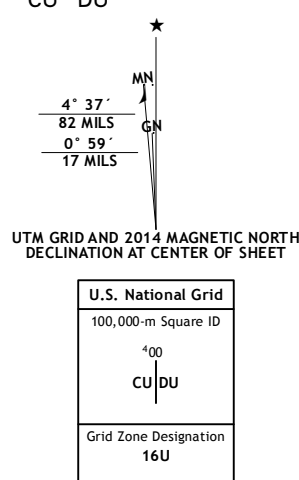 CU DU
★
MN
4° 37´
82 MILS
GN
0° 59´
17 MILS
UTM GRID AND 2014 MAGNETIC NORTH
DECLINATION AT CENTER OF SHEET
U.S. National Grid
100,000-m Square ID
⁴00
CU DU
Grid Zone Designation
16U